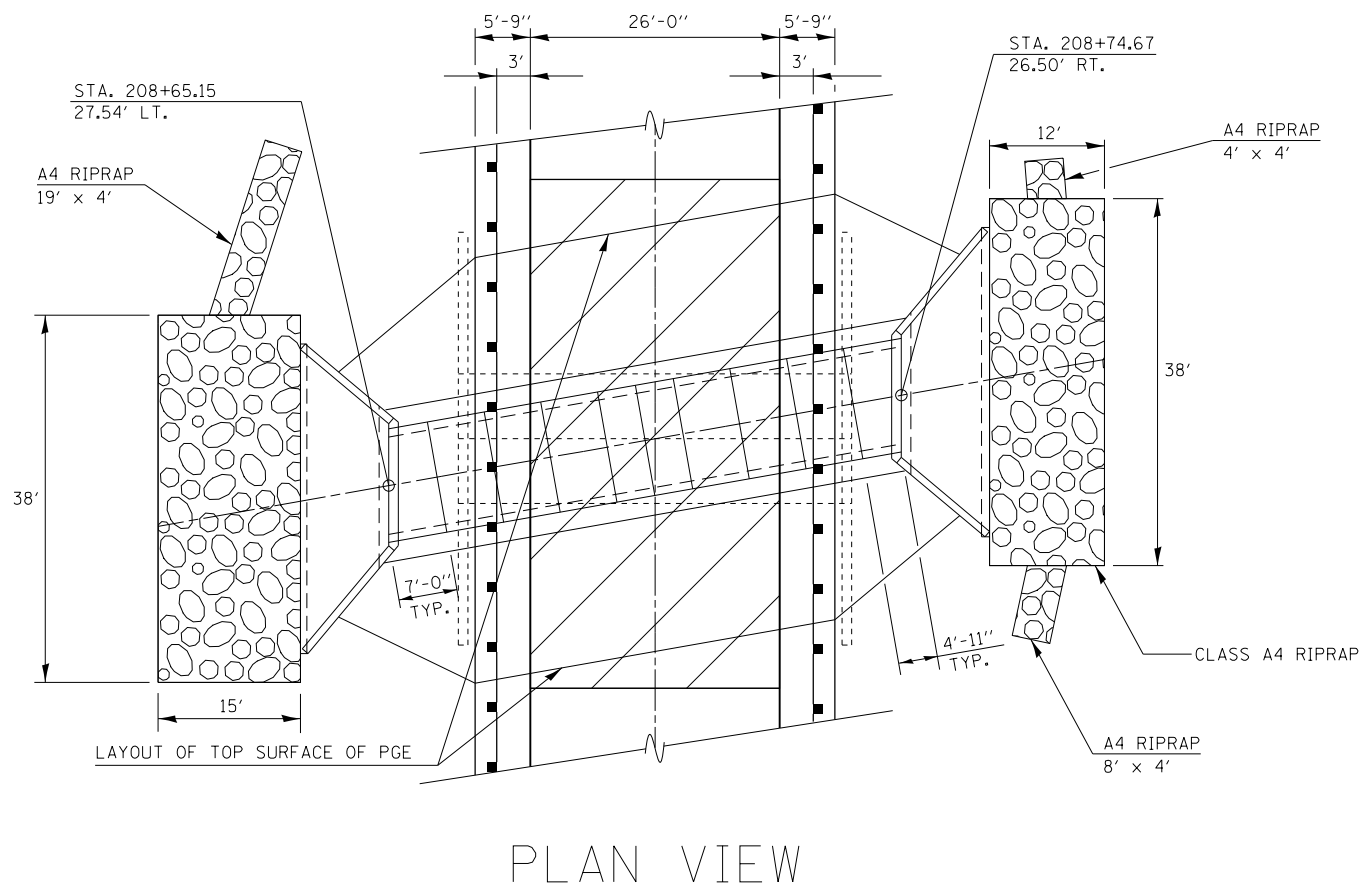 5'-9''
26'-0''
5'-9''
3'
3'
STA. 208+74.67
26.50' RT.
STA. 208+65.15
27.54' LT.
A4 RIPRAP
4' x 4'
12'
A4 RIPRAP
19' x 4'
38'
38'
7'-0''
TYP.
4'-11''
TYP.
CLASS A4 RIPRAP
15'
LAYOUT OF TOP SURFACE OF PGE
A4 RIPRAP
8' x 4'
PLAN VIEW